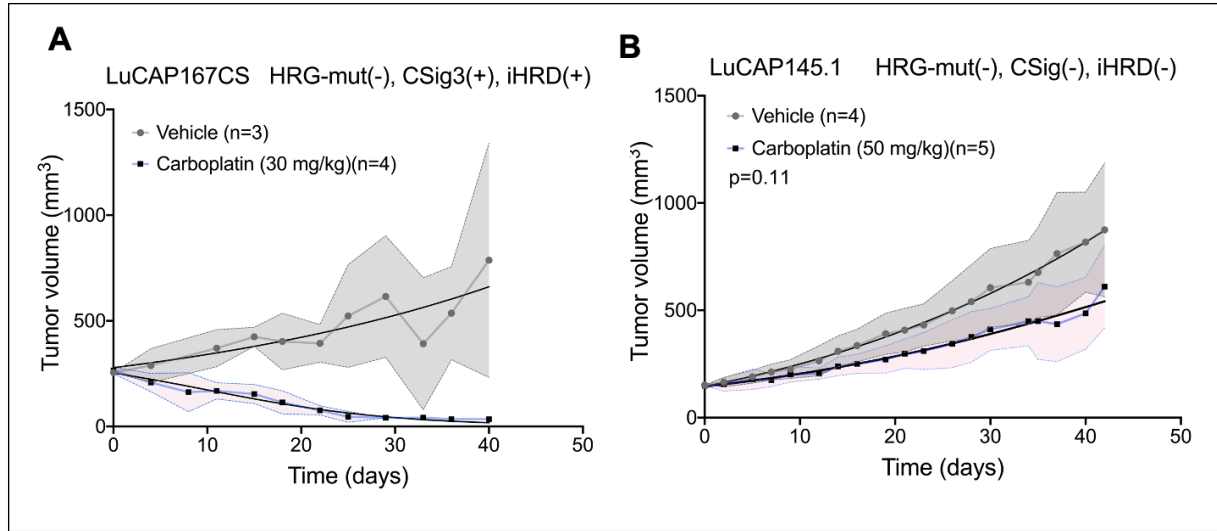 A
LuCAP167CS HRG-mut(-), CSig3(+), iHRD(+)
1500
1000
500
0
Tumor volume (mm³)
Vehicle (n=3)
Carboplatin (30 mg/kg)(n=4)
0 10 20 30 40 50
Time (days)
B
LuCAP145.1 HRG-mut(-), CSig(-), iHRD(-)
1500
1000
500
0
Tumor volume (mm³)
Vehicle (n=4)
Carboplatin (50 mg/kg)(n=5)
p=0.11
0 10 20 30 40 50
Time (days)